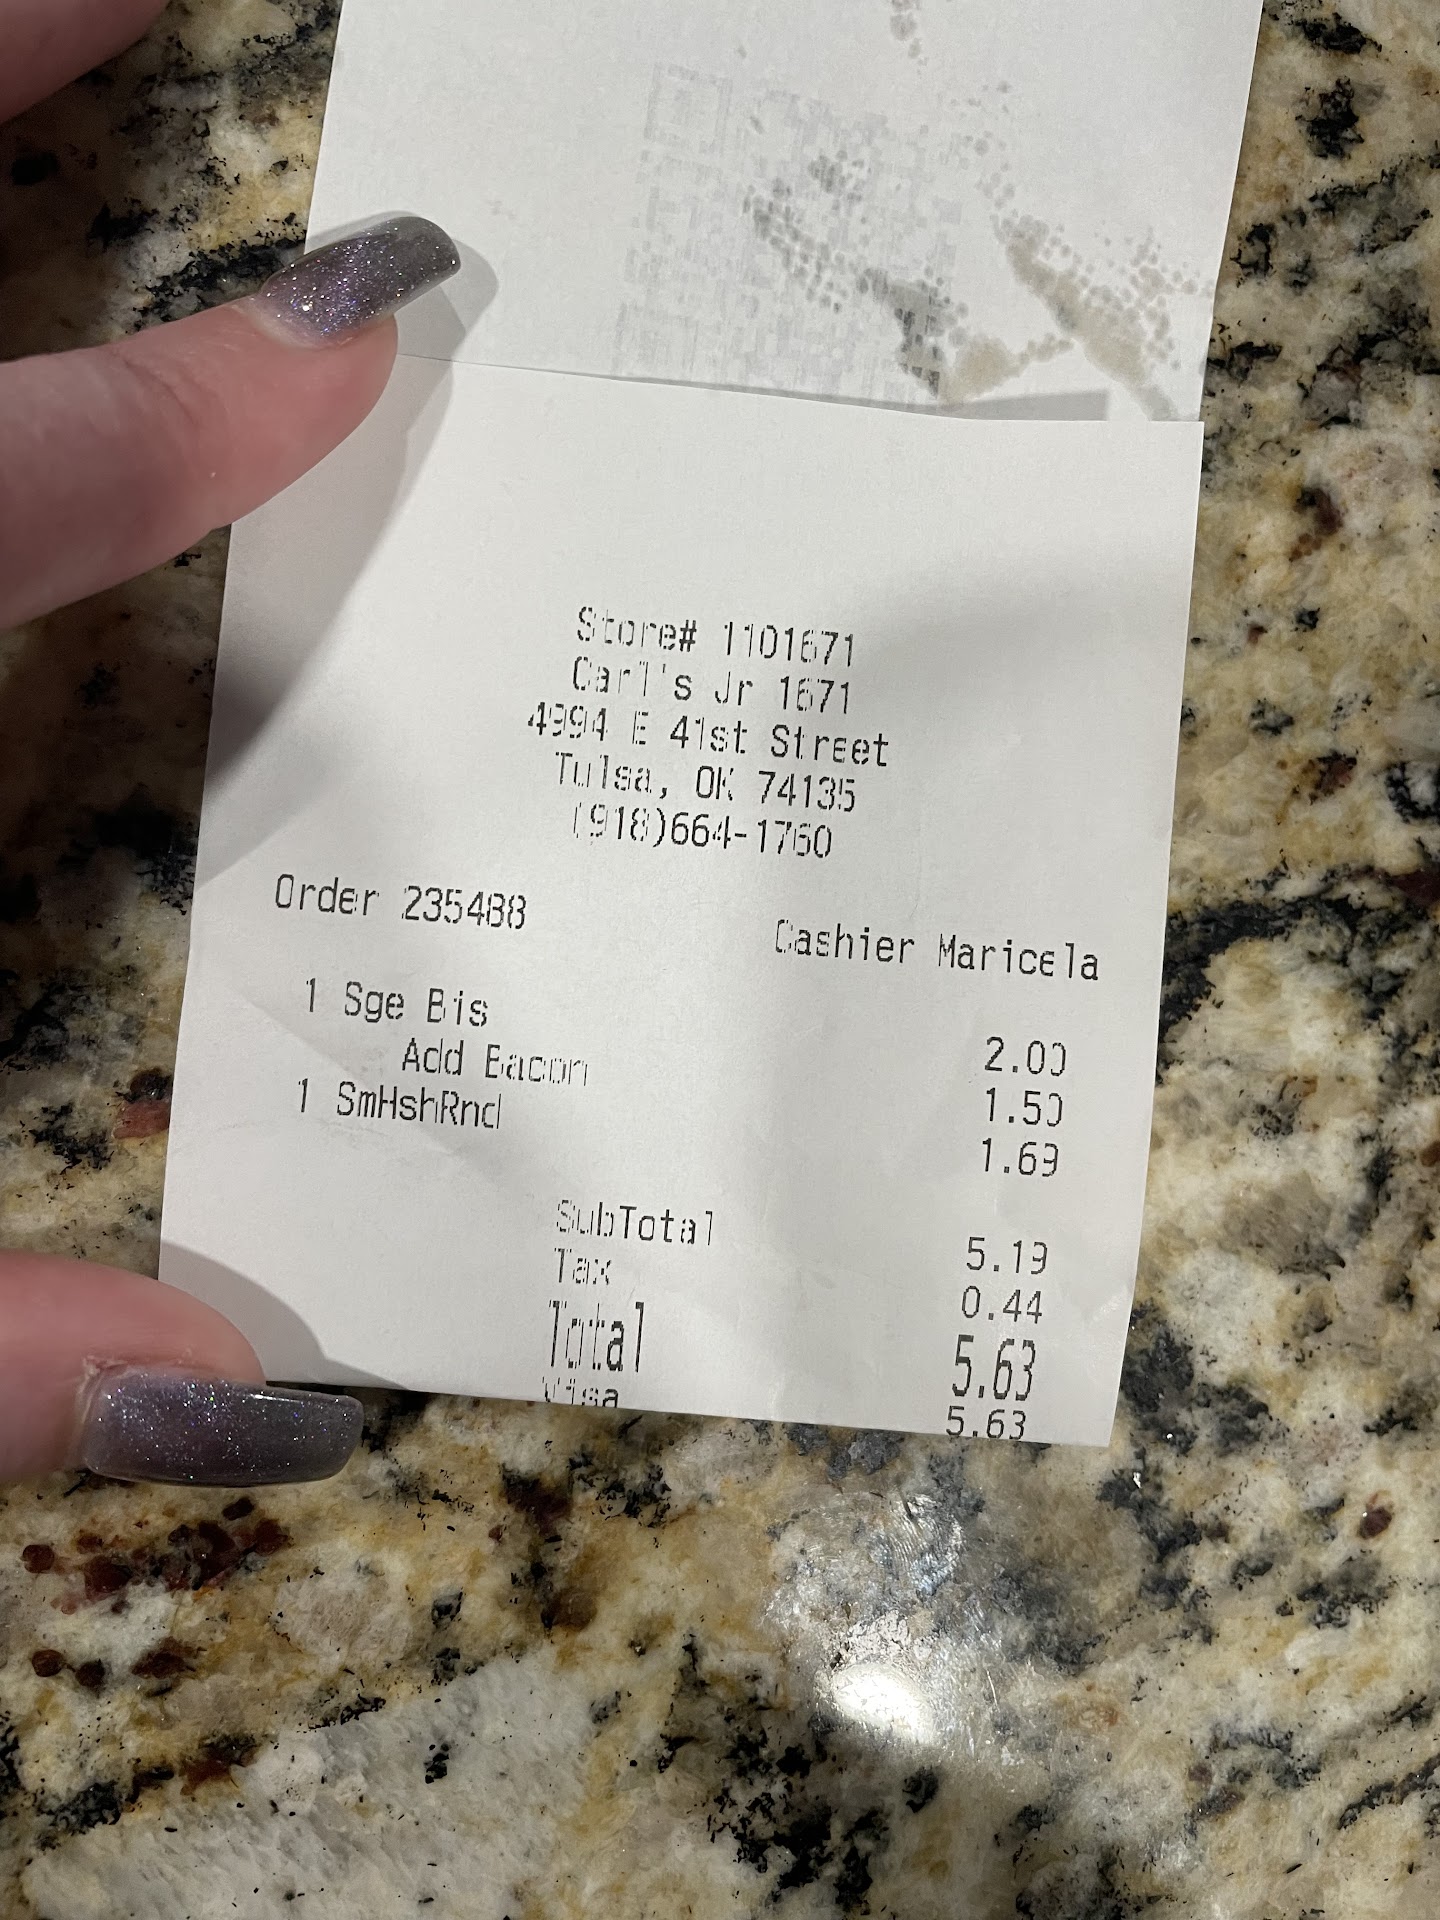 Store# 1101671
Carl's Jr 1671
4994 E 41st Street
Tulsa, OK 74135
(918)664-1760
Order 235488 Cashier Maricela
1 Sge Bis 2.00
Add Bacon 1.50
1 SmHshRnd 1.69
SubTotal 5.19
Tax 0.44
Total 5.63
Visa 5.63